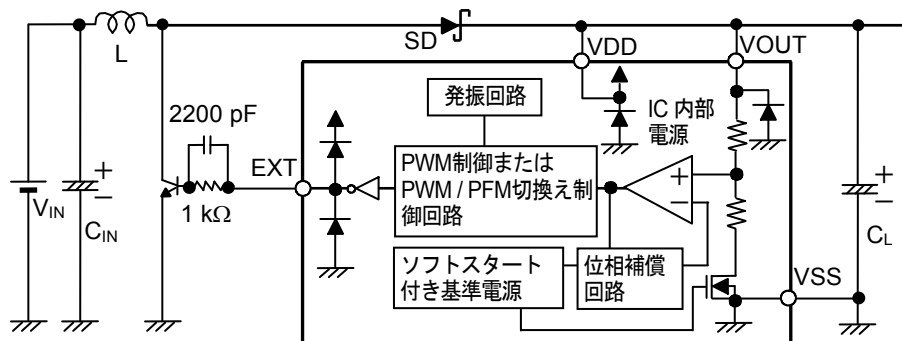 L
SD
VDD
VOUT
発振回路
IC 内部
電源
2200 pF
EXT
PWM制御または
PWM / PFM切換え制
御回路
+
−
1 kΩ
VIN
+
−
CIN
+
−
CL
ソフトスタート
付き基準電源
位相補償
回路
VSS